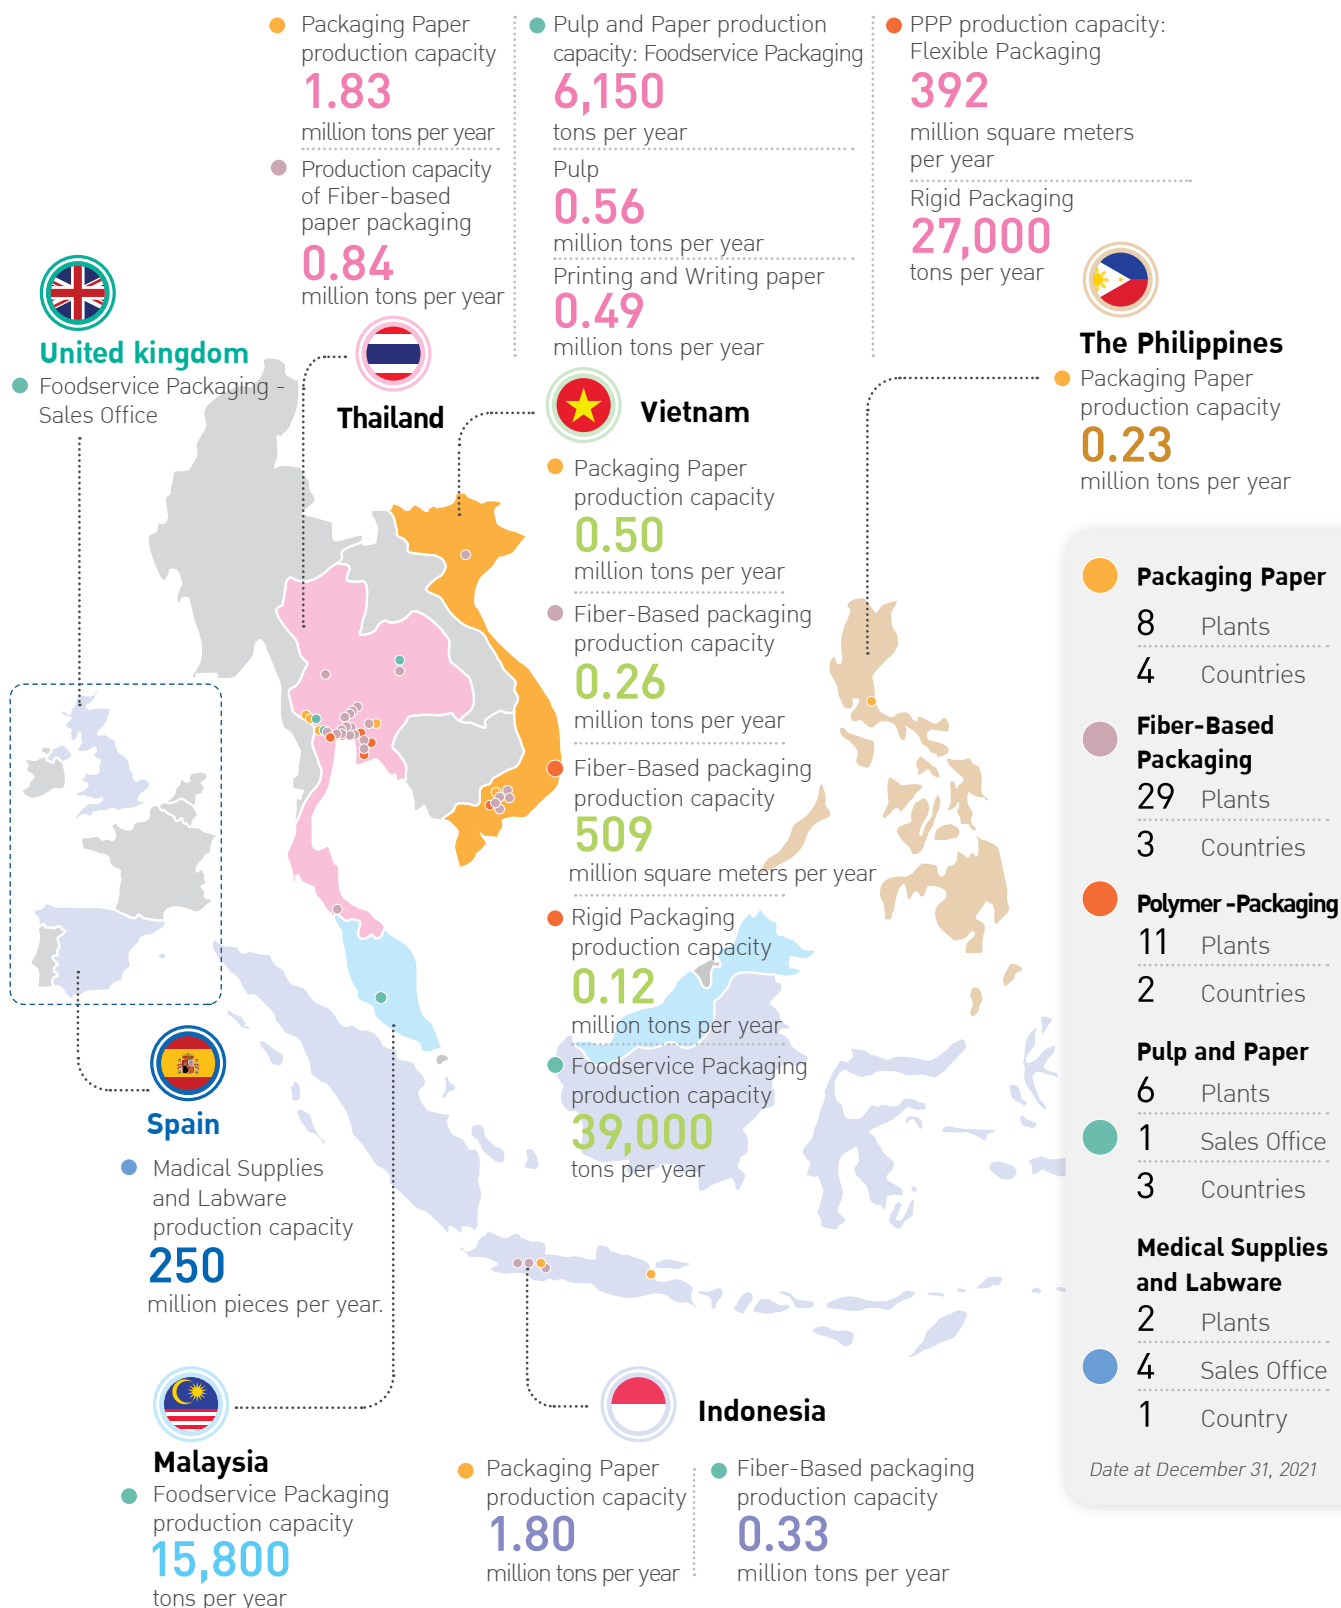 Packaging Paper
production capacity
1.83
million tons per year
Production capacity
of Fiber-based
paper packaging
0.84
million tons per year
Thailand
Pulp and Paper production
capacity: Foodservice Packaging
6,150
tons per year
Pulp
0.56
million tons per year
Printing and Writing paper
0.49
million tons per year
PPP production capacity:
Flexible Packaging
392
million square meters
per year
Rigid Packaging
27,000
tons per year
United kingdom
Foodservice Packaging -
Sales Office
Vietnam
Packaging Paper
production capacity
0.50
million tons per year
Fiber-Based packaging
production capacity
0.26
million tons per year
Fiber-Based packaging
production capacity
509
million square meters per year
Rigid Packaging
production capacity
0.12
million tons per year
Foodservice Packaging
production capacity
39,000
tons per year
The Philippines
Packaging Paper
production capacity
0.23
million tons per year
Spain
Madical Supplies
and Labware
production capacity
250
million pieces per year.
Malaysia
Foodservice Packaging
production capacity
15,800
tons per year
Indonesia
Packaging Paper
production capacity
1.80
million tons per year
Fiber-Based packaging
production capacity
0.33
million tons per year
Packaging Paper
8 Plants
4 Countries
Fiber-Based
Packaging
29 Plants
3 Countries
Polymer -Packaging
11 Plants
2 Countries
Pulp and Paper
6 Plants
1 Sales Office
3 Countries
Medical Supplies
and Labware
2 Plants
4 Sales Office
1 Country
Date at December 31, 2021